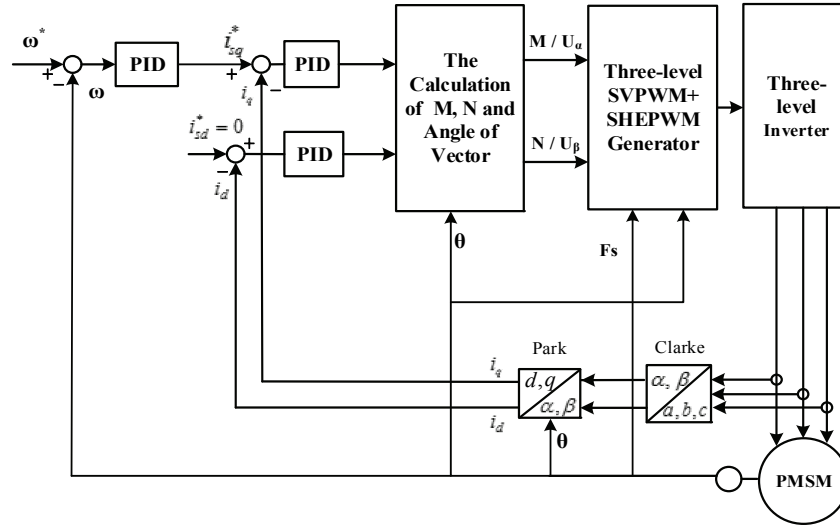 ω*
+
−
ω
PID
i*sq
+
−
iq
PID
i*sd = 0
+
−
id
PID
The
Calculation
of M, N and
Angle of
Vector
M / Uα
N / Uβ
Three-level
SVPWM+
SHEPWM
Generator
Three-
level
Inverter
θ
Fs
Park
Clarke
iq
d,q
α,β
id
α,β
a,b,c
θ
PMSM